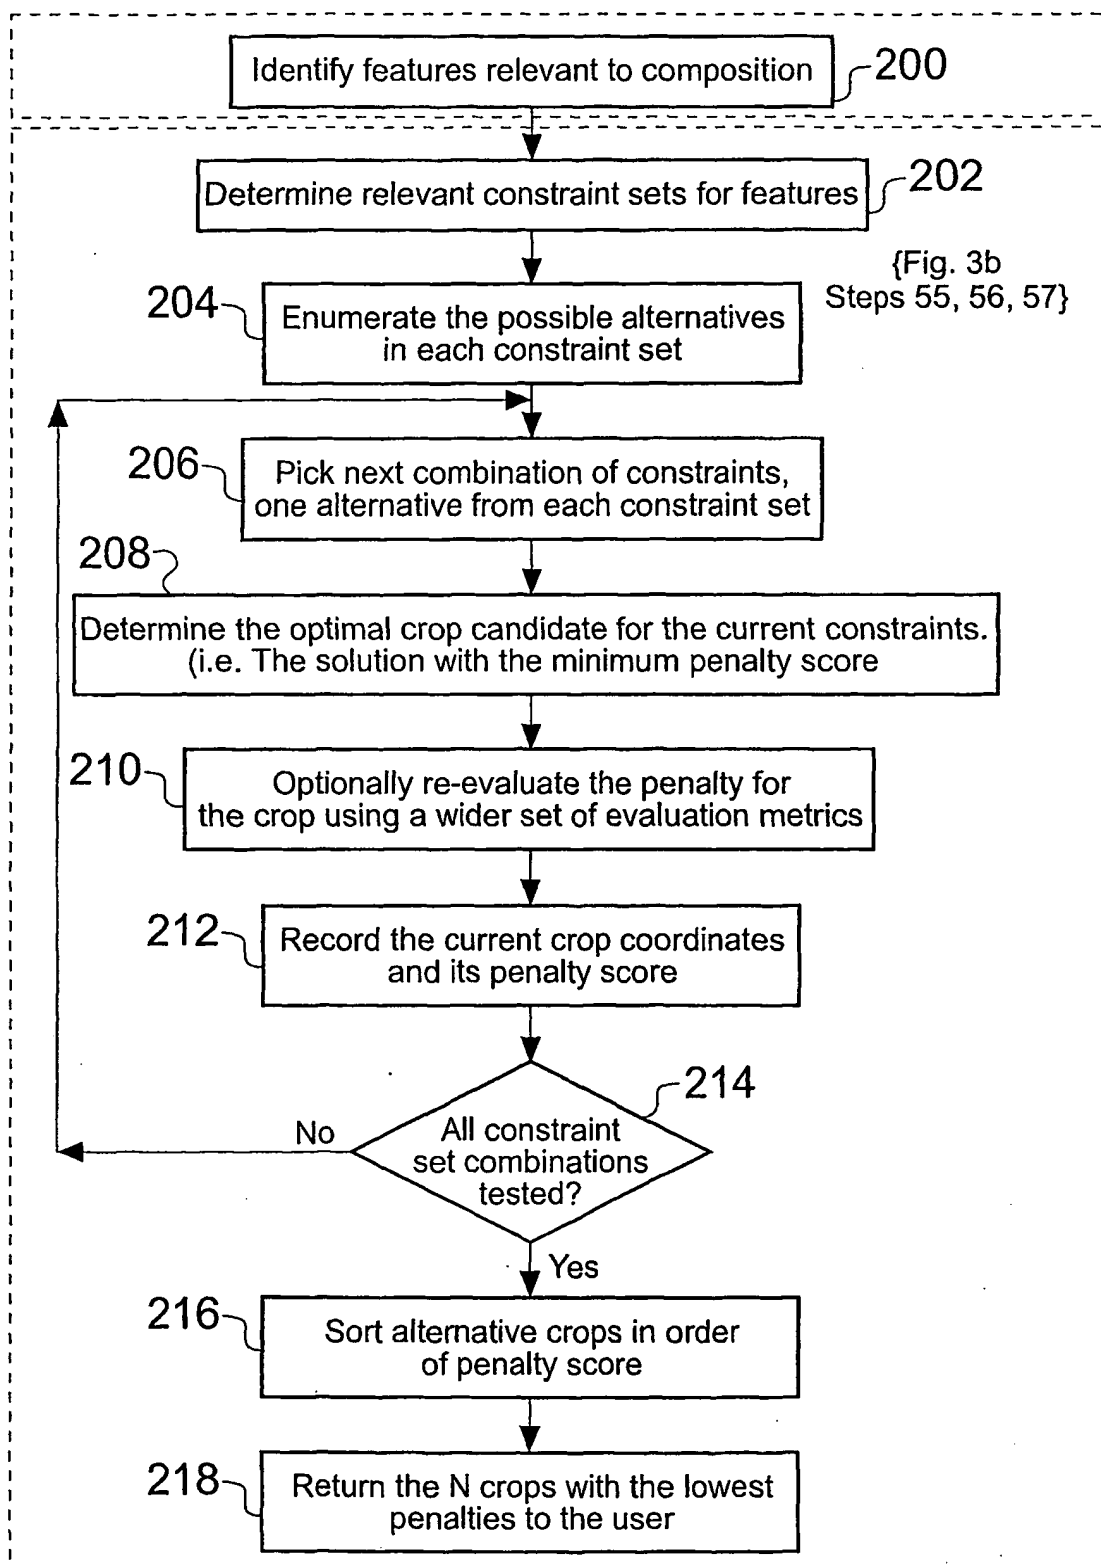 Identify features relevant to composition
200
Determine relevant constraint sets for features
202
{Fig. 3b
Steps 55, 56, 57}
204
Enumerate the possible alternatives
in each constraint set
206
Pick next combination of constraints,
one alternative from each constraint set
208
Determine the optimal crop candidate for the current constraints.
(i.e. The solution with the minimum penalty score
210
Optionally re-evaluate the penalty for
the crop using a wider set of evaluation metrics
212
Record the current crop coordinates
and its penalty score
214
No
All constraint
set combinations
tested?
Yes
216
Sort alternative crops in order
of penalty score
218
Return the N crops with the lowest
penalties to the user